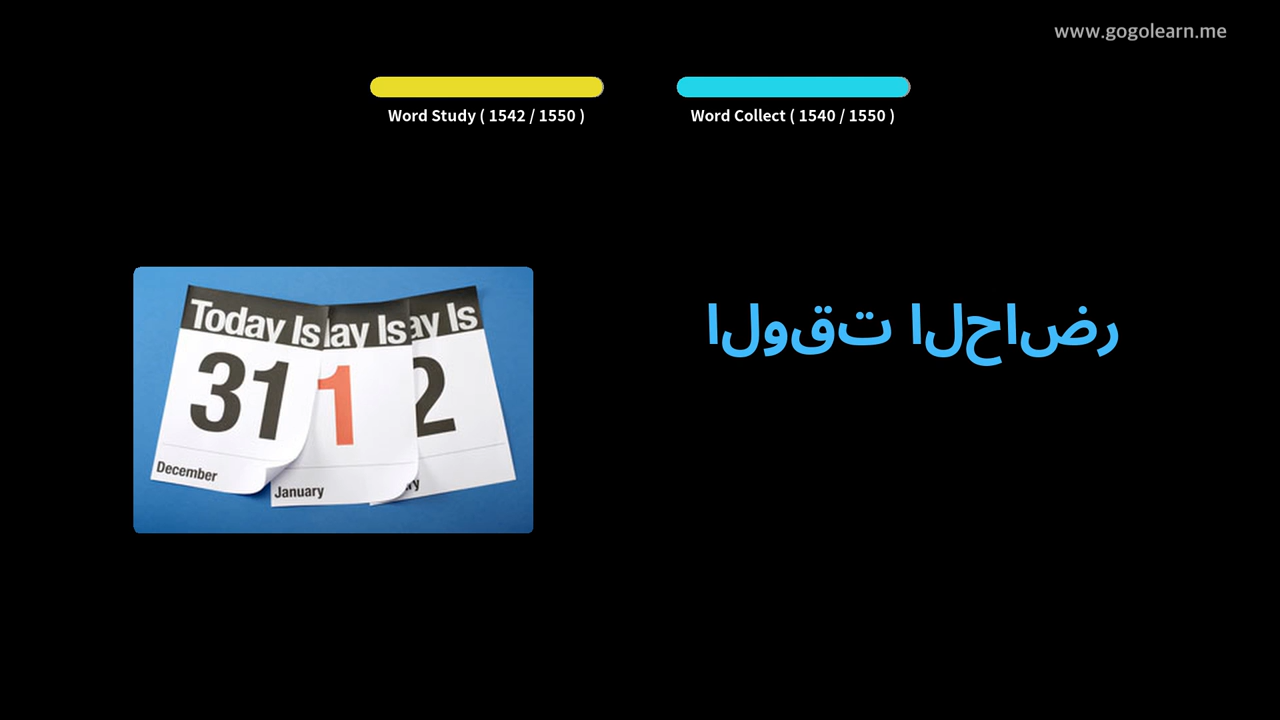 www.gogolearn.me
Word Study ( 1542 / 1550 )
Word Collect ( 1540 / 1550 )
الوقت الحاضر
Today Is
31
December
ay Is
1
January
ay Is
2
ry